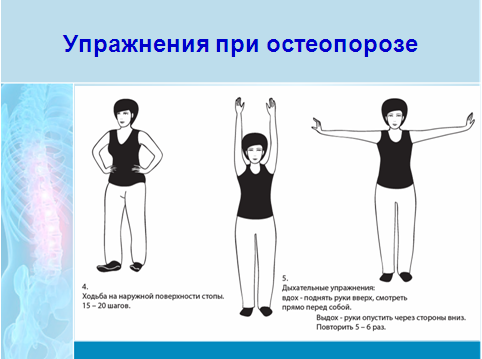 Упражнения при остеопорозе
4.
Ходьба на наружной поверхности стопы.
15 – 20 шагов.
5.
Дыхательные упражнения:
вдох - поднять руки вверх, смотреть
прямо перед собой.
Выдох - руки опустить через стороны вниз.
Повторить 5 – 6 раз.